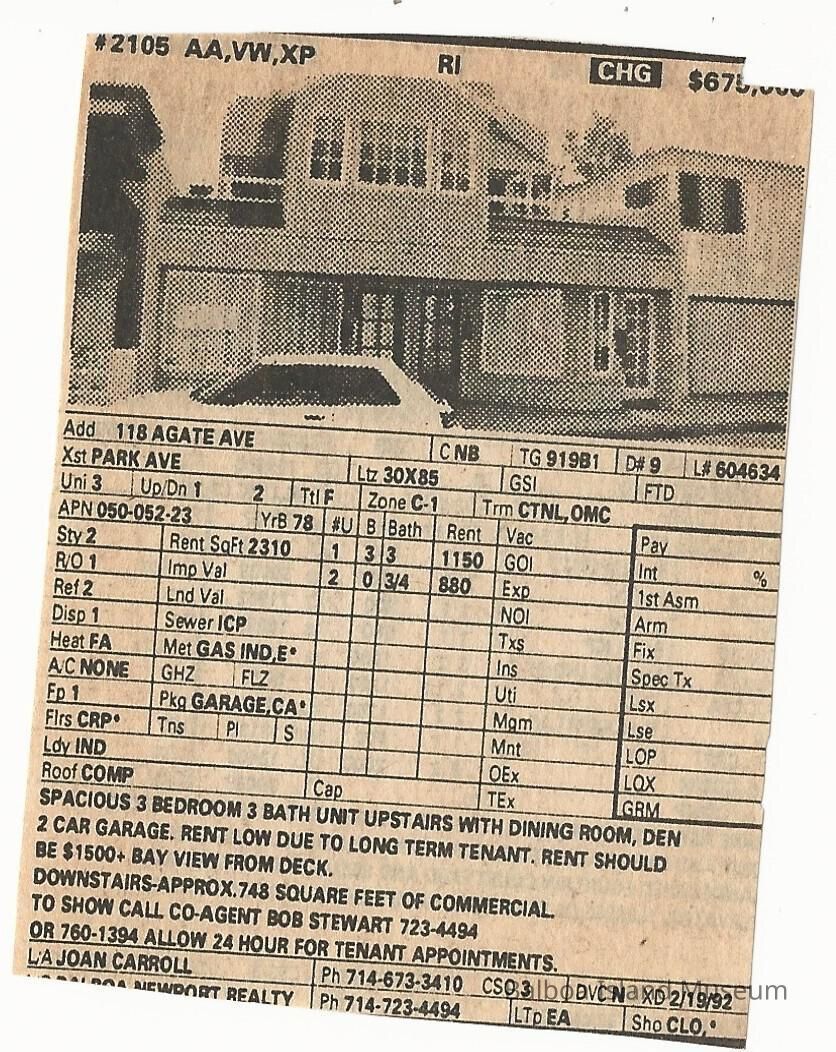 #2105 AA,VW,XP RI CHG
Add 118 AGATE AVE C NB TG 919B1 D# 9 L# 604634
Xst PARK AVE Ltz 30X85 GSI FTD
Uni 3 Up/Dn 1 2 Ttl F Zone C-1 Trm CTNL,OMC
APN 050-052-23 YrB 78 #U B Bath Rent Vac Pay
Sty 2 Rent SqFt 2310 1 3 3 1150 GOI Int %
R/O 1 Imp Val 2 0 3/4 880 Exp 1st Asm
Ref 2 Lnd Val NOI Arm
Disp 1 Sewer ICP Txs Fix
Heat FA Met GAS IND,E* Ins Spec Tx
A/C NONE GHZ FLZ Uti Lsx
Fp 1 Pkg GARAGE,CA* Mgm Lse
Flrs CRP* Tns Pl S Mnt LOP
Ldy IND OEx LQX
Roof COMP Cap TEx GRM
SPACIOUS 3 BEDROOM 3 BATH UNIT UPSTAIRS WITH DINING ROOM, DEN
2 CAR GARAGE. RENT LOW DUE TO LONG TERM TENANT. RENT SHOULD
BE $1500+ BAY VIEW FROM DECK.
DOWNSTAIRS-APPROX.748 SQUARE FEET OF COMMERCIAL.
TO SHOW CALL CO-AGENT BOB STEWART 723-4494
OR 760-1394 ALLOW 24 HOUR FOR TENANT APPOINTMENTS.
L/A JOAN CARROLL Ph 714-673-3410 CSO 3 DVC N XD 2/19/92
BALBOA NEWPORT REALTY Ph 714-723-4494 LTp EA Sho CLO,*
Balboa Island Museum